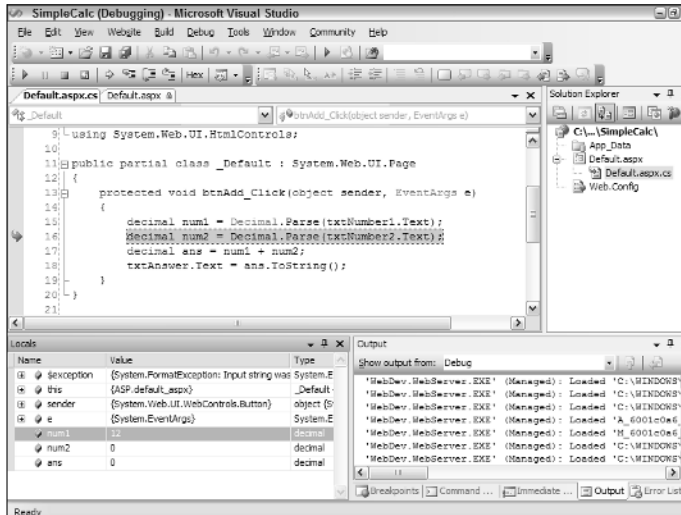 SimpleCalc (Debugging) - Microsoft Visual Studio
File Edit View Website Build Debug Tools Window Community Help
Hex
Default.aspx.cs Default.aspx
_Default
btnAdd_Click(object sender, EventArgs e)
9 using System.Web.UI.HtmlControls;
10
11 public partial class _Default : System.Web.UI.Page
12 {
13 protected void btnAdd_Click(object sender, EventArgs e)
14 {
15 decimal num1 = Decimal.Parse(txtNumber1.Text);
16 decimal num2 = Decimal.Parse(txtNumber2.Text);
17 decimal ans = num1 + num2;
18 txtAnswer.Text = ans.ToString();
19 }
20 }
21
Solution Explorer
C:\...\SimpleCalc\
App_Data
Default.aspx
Default.aspx.cs
Web.Config
Locals
Name Value Type
$exception {System.FormatException: Input string was System.E
this {ASP.default_aspx} _Default
sender {System.Web.UI.WebControls.Button} object {S
e {System.EventArgs} System.E
num1 12 decimal
num2 0 decimal
ans 0 decimal
Output
Show output from: Debug
'WebDev.WebServer.EXE' (Managed): Loaded 'C:\WINDOWS
'WebDev.WebServer.EXE' (Managed): Loaded 'C:\WINDOWS
'WebDev.WebServer.EXE' (Managed): Loaded 'A_6001c0a6_
'WebDev.WebServer.EXE' (Managed): Loaded 'M_6001c0a6_
'WebDev.WebServer.EXE' (Managed): Loaded 'C:\WINDOWS
'WebDev.WebServer.EXE' (Managed): Loaded 'C:\WINDOWS
Breakpoints Command ... Immediate ... Output Error List
Ready